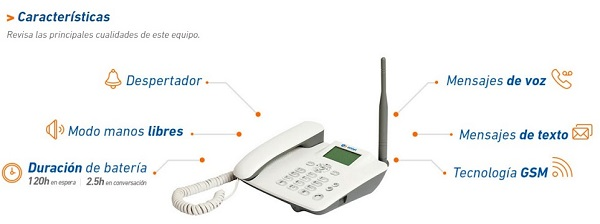 > Características
Revisa las principales cualidades de este equipo.
Despertador
Modo manos libres
Duración de batería
120h en espera | 2.5h en conversación
Mensajes de voz
Mensajes de texto
Tecnología GSM